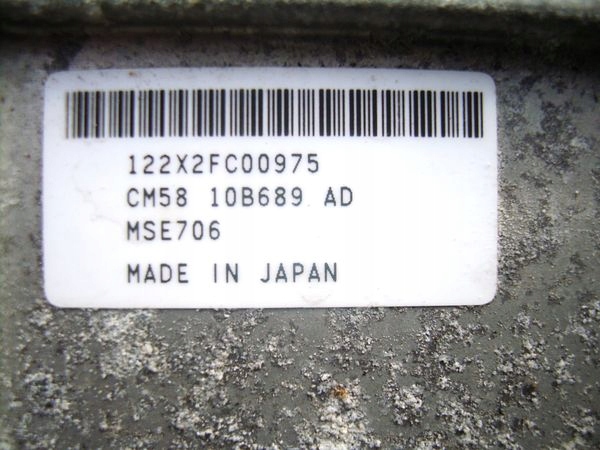 122X2FC00975
CM58 10B689 AD
MSE706
MADE IN JAPAN